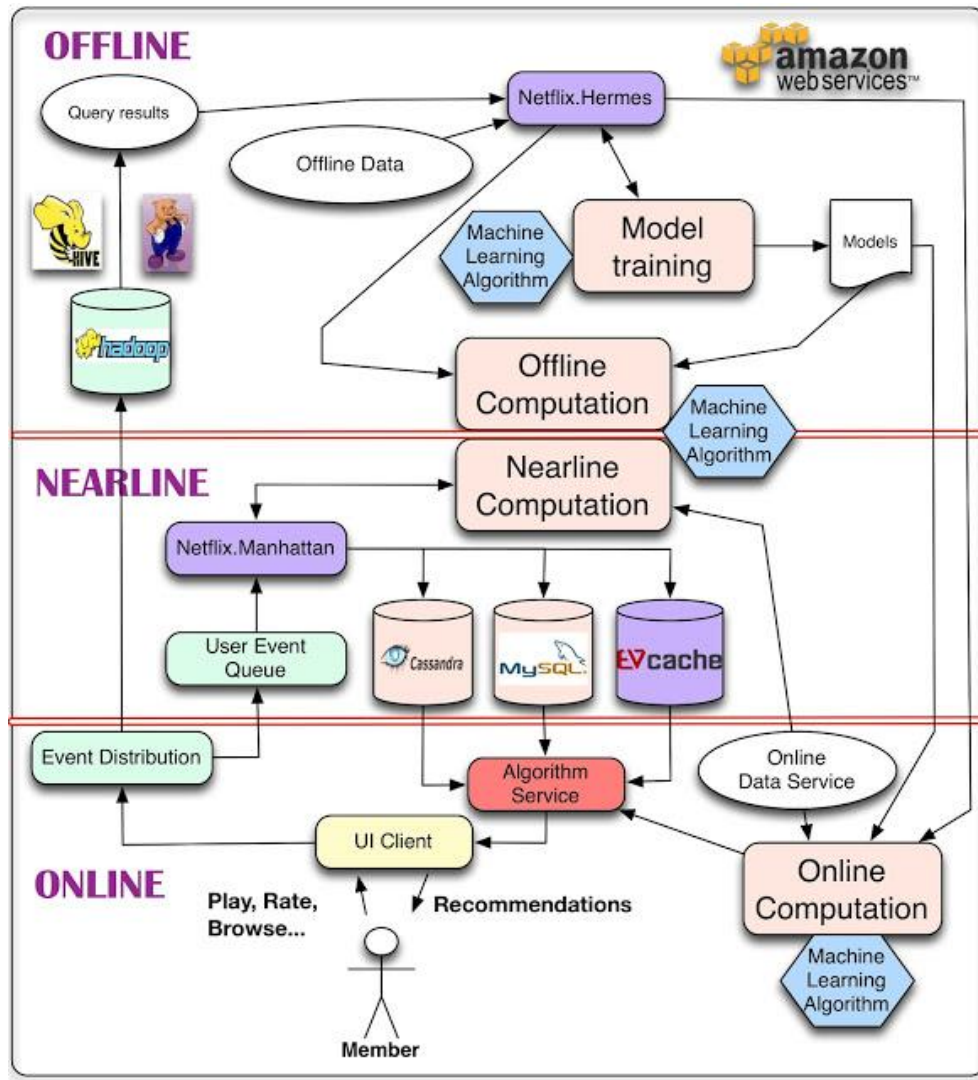 OFFLINE
amazon
webservices™
Query results
Netflix.Hermes
Offline Data
HIVE
Machine
Learning
Algorithm
Model
training
Models
hadoop
Offline
Computation
Machine
Learning
Algorithm
NEARLINE
Nearline
Computation
Netflix.Manhattan
User Event
Queue
Cassandra
MySQL®
EVcache
Event Distribution
Algorithm
Service
Online
Data Service
UI Client
ONLINE
Play, Rate,
Browse...
Recommendations
Online
Computation
Machine
Learning
Algorithm
Member